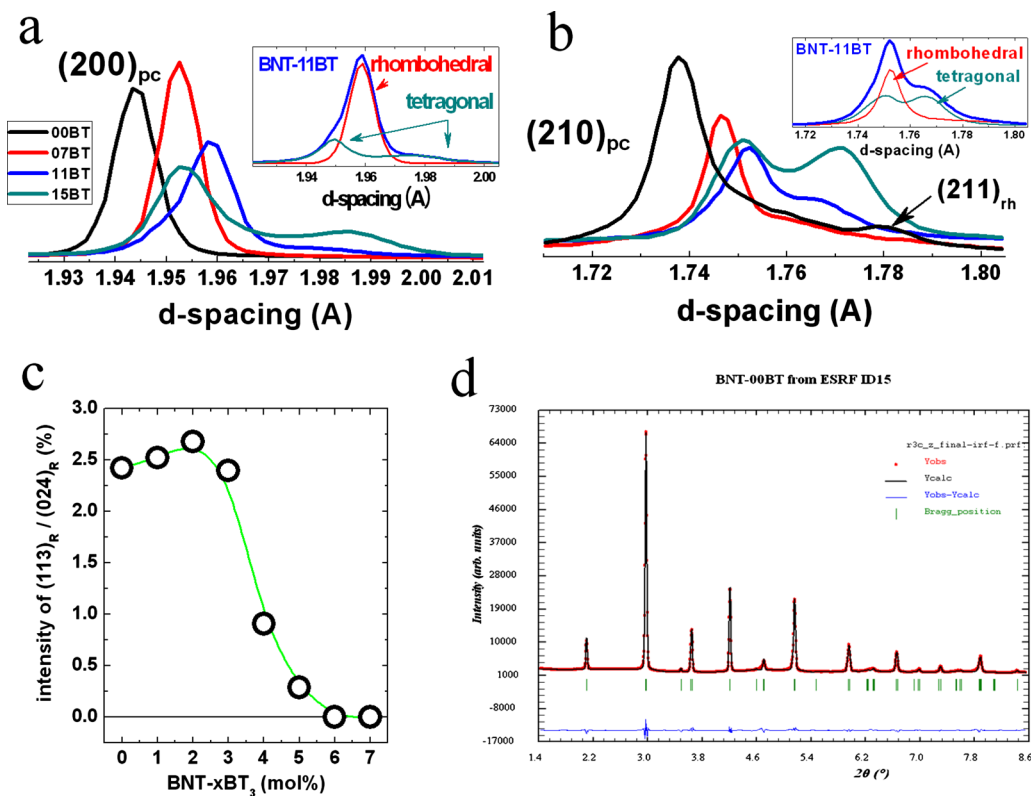 a
(200)pc
00BT
07BT
11BT
15BT
BNT-11BT
rhombohedral
tetragonal
1.94 1.96 1.98 2.00
d-spacing (A)
1.93 1.94 1.95 1.96 1.97 1.98 1.99 2.00 2.01
d-spacing (A)
b
(210)pc
BNT-11BT
rhombohedral
tetragonal
1.72 1.74 1.76 1.78 1.80
d-spacing (A)
(211)rh
1.72 1.74 1.76 1.78 1.80
d-spacing (A)
c
intensity of (113)R / (024)R (%)
3.0
2.5
2.0
1.5
1.0
0.5
0.0
0 1 2 3 4 5 6 7
BNT-xBT3 (mol%)
d
BNT-00BT from ESRF ID15
Intensity (arb. units)
73000
64000
55000
46000
37000
28000
19000
10000
1000
-8000
-17000
r3c_z_final-irf-f.prf
Yobs
Ycalc
Yobs-Ycalc
Bragg_position
1.4 2.2 3.0 3.8 4.6 5.4 6.2 7.0 7.8 8.6
2θ (°)